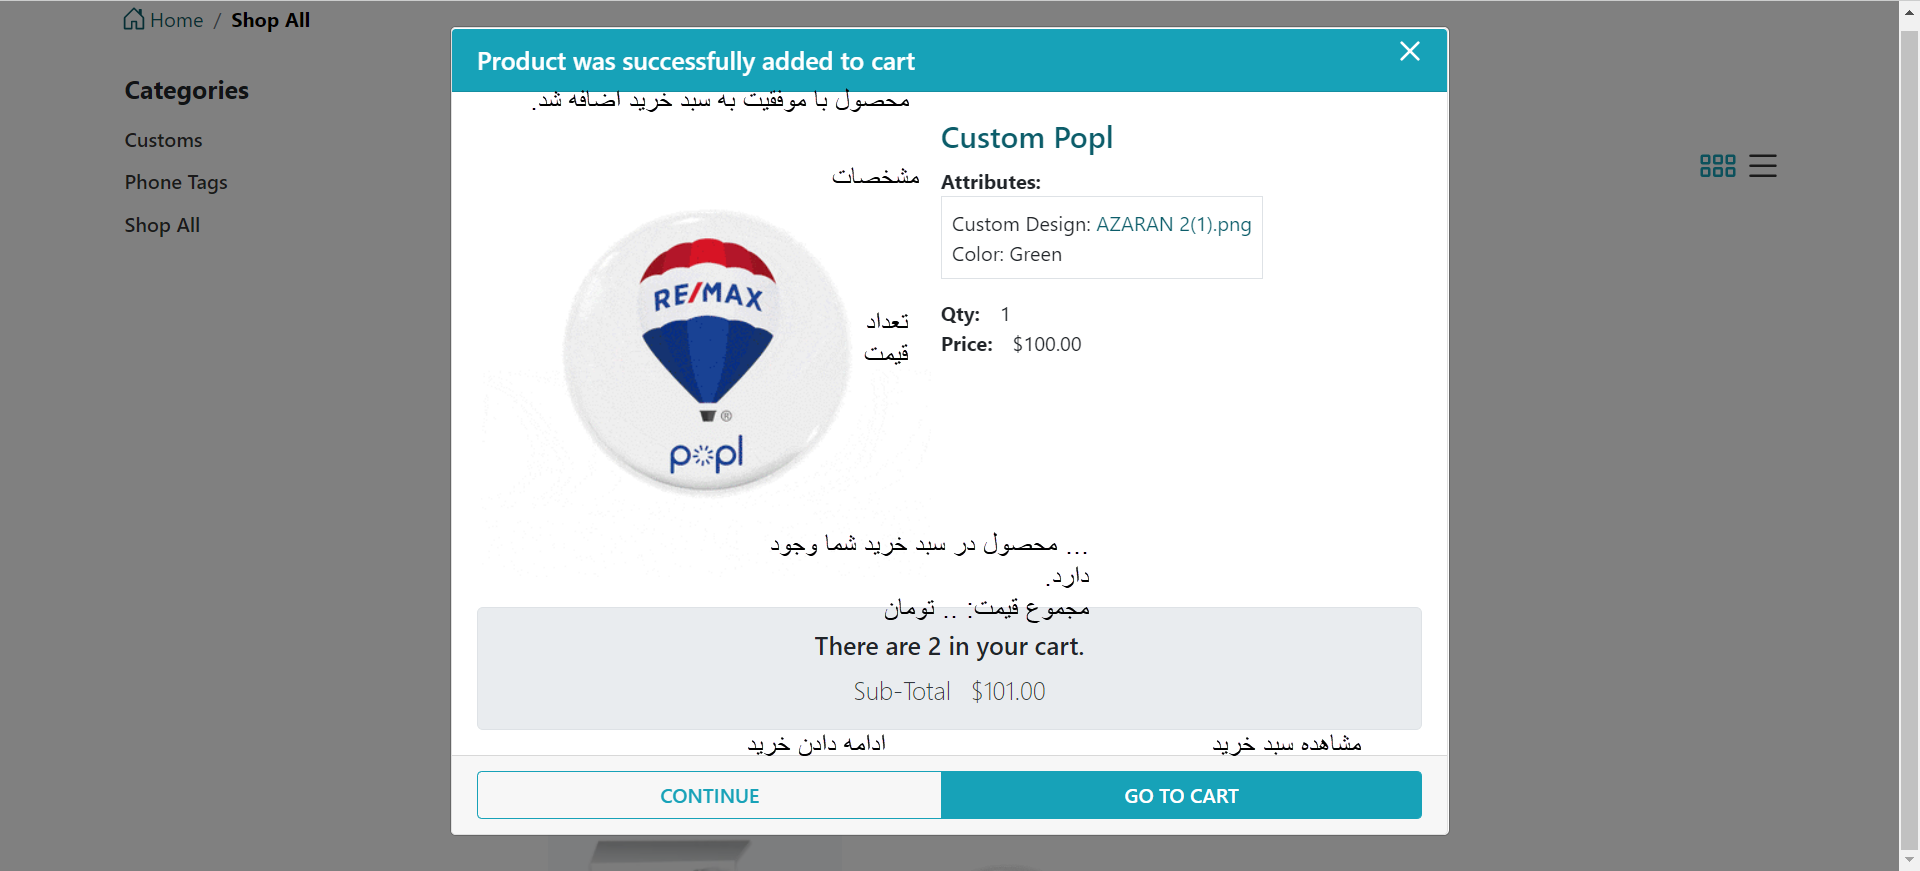 Home / Shop All
Categories
Customs
Phone Tags
Shop All
Product was successfully added to cart
محصول با موفقیت به سبد خرید اضافه شد.
Custom Popl
مشخصات
Attributes:
Custom Design: AZARAN 2(1).png
Color: Green
RE/MAX
®
popl
تعداد
Qty: 1
قیمت
Price: $100.00
... محصول در سبد خرید شما وجود
دارد.
مجموع قیمت: .. تومان
There are 2 in your cart.
Sub-Total $101.00
ادامه دادن خرید
مشاهده سبد خرید
CONTINUE
GO TO CART